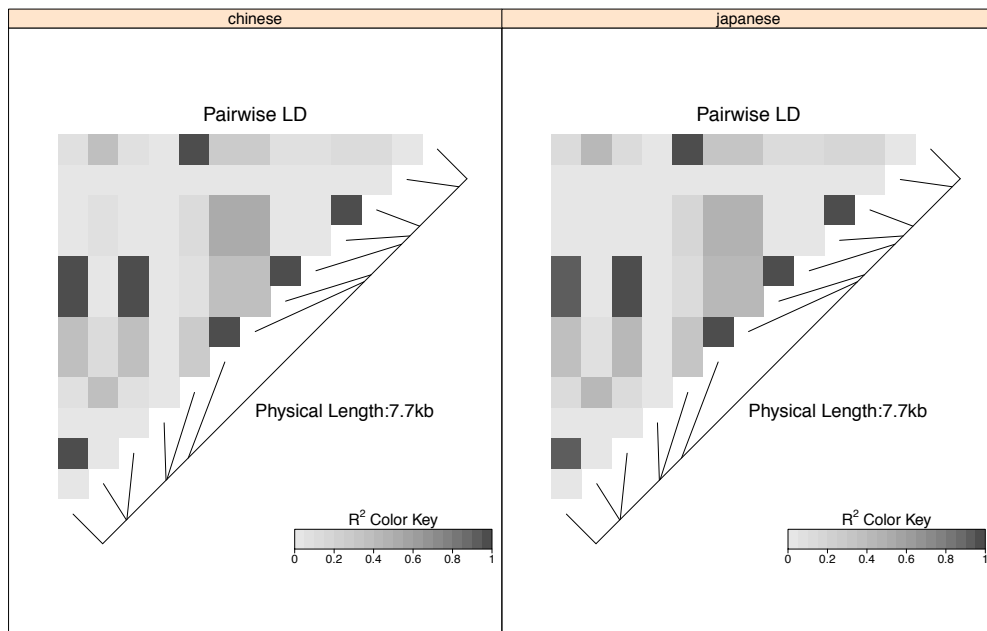 chinese
japanese
Pairwise LD
Pairwise LD
Physical Length:7.7kb
Physical Length:7.7kb
R² Color Key
R² Color Key
0 0.2 0.4 0.6 0.8 1
0 0.2 0.4 0.6 0.8 1